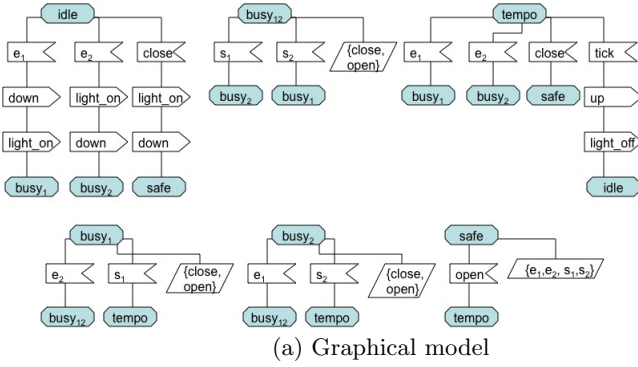 idle
e₁
e₂
close
down
light_on
light_on
light_on
down
down
busy₁
busy₂
safe
busy₁₂
s₁
s₂
{close,
open}
busy₂
busy₁
tempo
e₁
e₂
close
tick
busy₁
busy₂
safe
up
light_off
idle
busy₁
e₂
s₁
{close,
open}
busy₁₂
tempo
busy₂
e₁
s₂
{close,
open}
busy₁₂
tempo
safe
open
{e₁,e₂, s₁,s₂}
tempo
(a) Graphical model